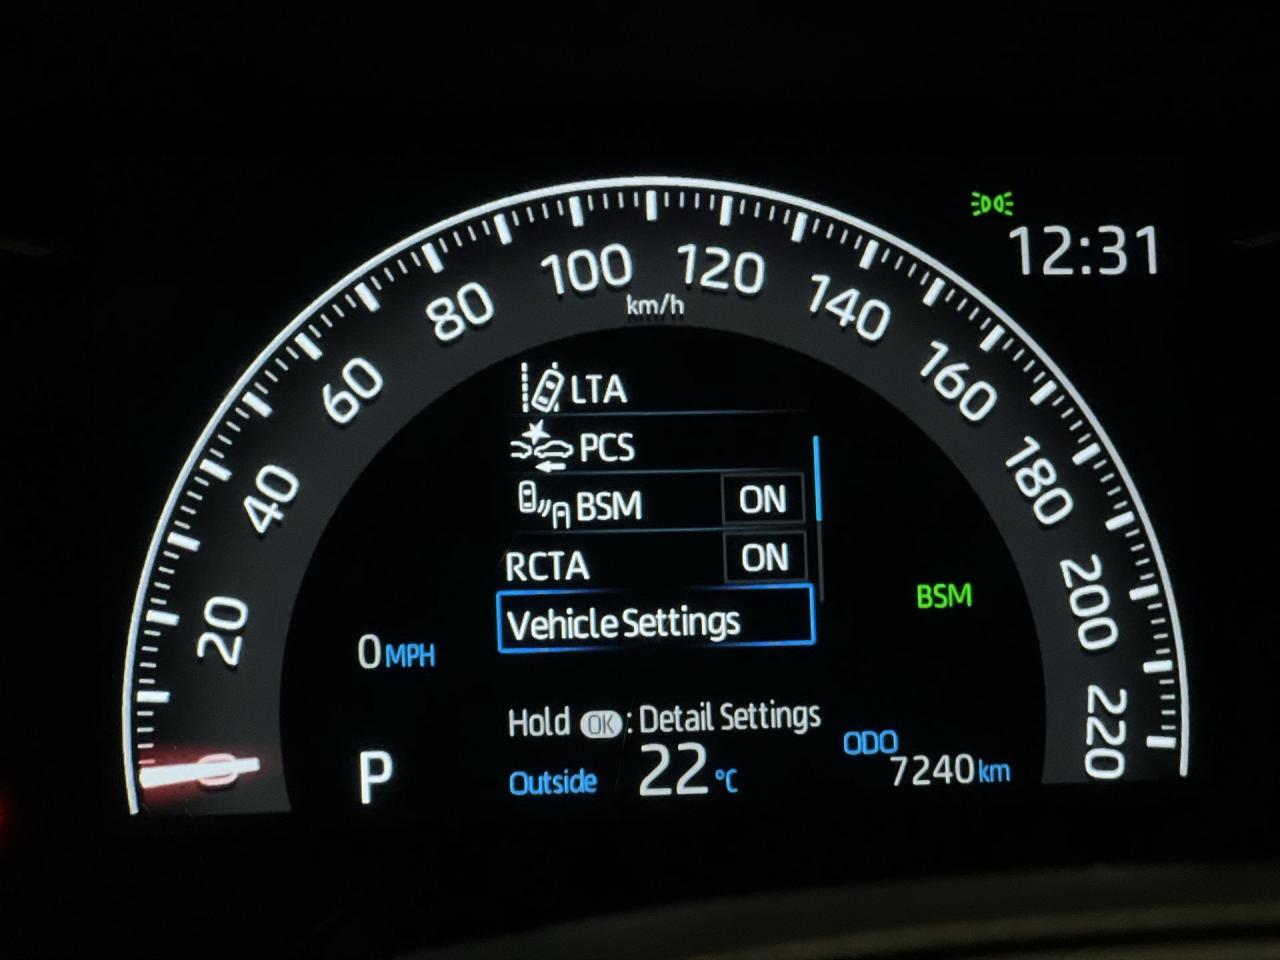 12:31
0
20
40
60
80
100
120
140
160
180
200
220
km/h
LTA
PCS
BSM ON
RCTA ON
Vehicle Settings
BSM
0 MPH
Hold OK : Detail Settings
P
Outside 22 °C
ODO
7240 km